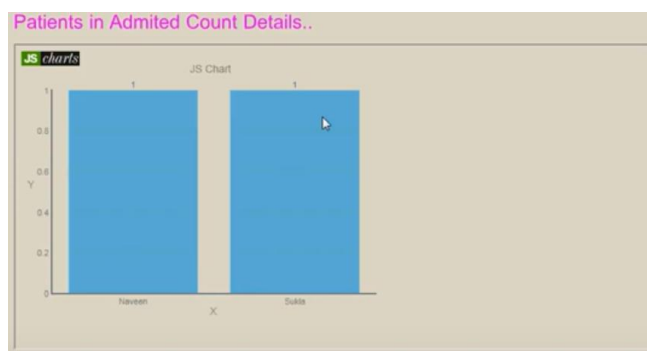 Patients in Admited Count Details..
JS charts
JS Chart
1 1
1
0.8
0.6
Y
0.4
0.2
0
Naveen Sukla
X